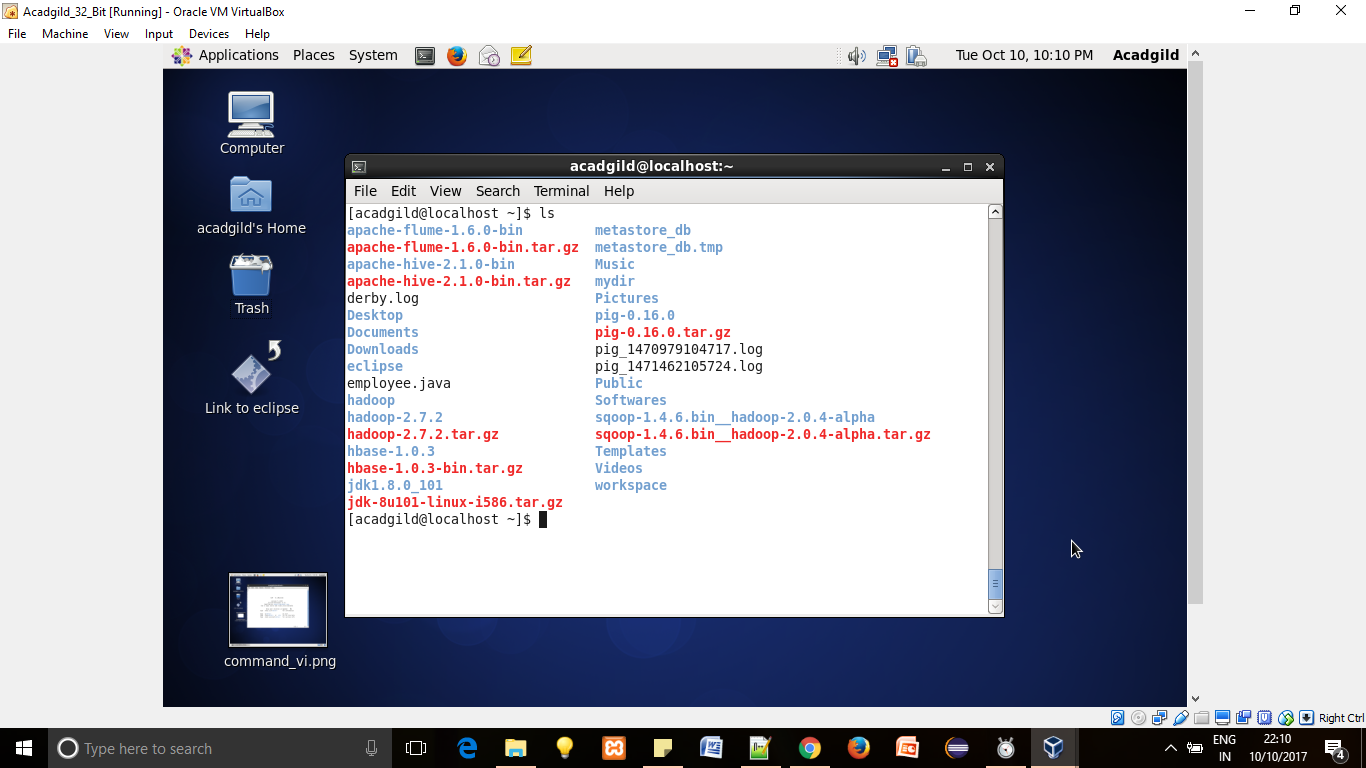 Acadgild_32_Bit [Running] - Oracle VM VirtualBox
File Machine View Input Devices Help
Applications Places System Tue Oct 10, 10:10 PM Acadgild
Computer
acadgild's Home
Trash
Link to eclipse
command_vi.png
acadgild@localhost:~
File Edit View Search Terminal Help
[acadgild@localhost ~]$ ls
apache-flume-1.6.0-bin metastore_db
apache-flume-1.6.0-bin.tar.gz metastore_db.tmp
apache-hive-2.1.0-bin Music
apache-hive-2.1.0-bin.tar.gz mydir
derby.log Pictures
Desktop pig-0.16.0
Documents pig-0.16.0.tar.gz
Downloads pig_1470979104717.log
eclipse pig_1471462105724.log
employee.java Public
hadoop Softwares
hadoop-2.7.2 sqoop-1.4.6.bin__hadoop-2.0.4-alpha
hadoop-2.7.2.tar.gz sqoop-1.4.6.bin__hadoop-2.0.4-alpha.tar.gz
hbase-1.0.3 Templates
hbase-1.0.3-bin.tar.gz Videos
jdk1.8.0_101 workspace
jdk-8u101-linux-i586.tar.gz
[acadgild@localhost ~]$
Right Ctrl
Type here to search
ENG
IN
22:10
10/10/2017
4